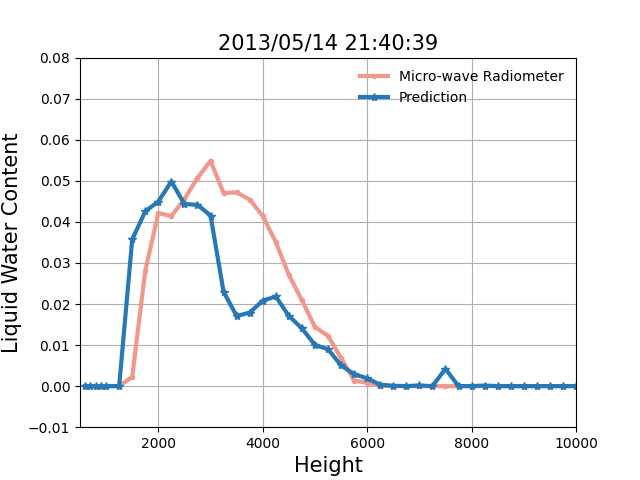 2013/05/14 21:40:39
0.08
0.07
0.06
0.05
0.04
0.03
0.02
0.01
0.00
−0.01
Liquid Water Content
Micro-wave Radiometer
Prediction
2000 4000 6000 8000 10000
Height